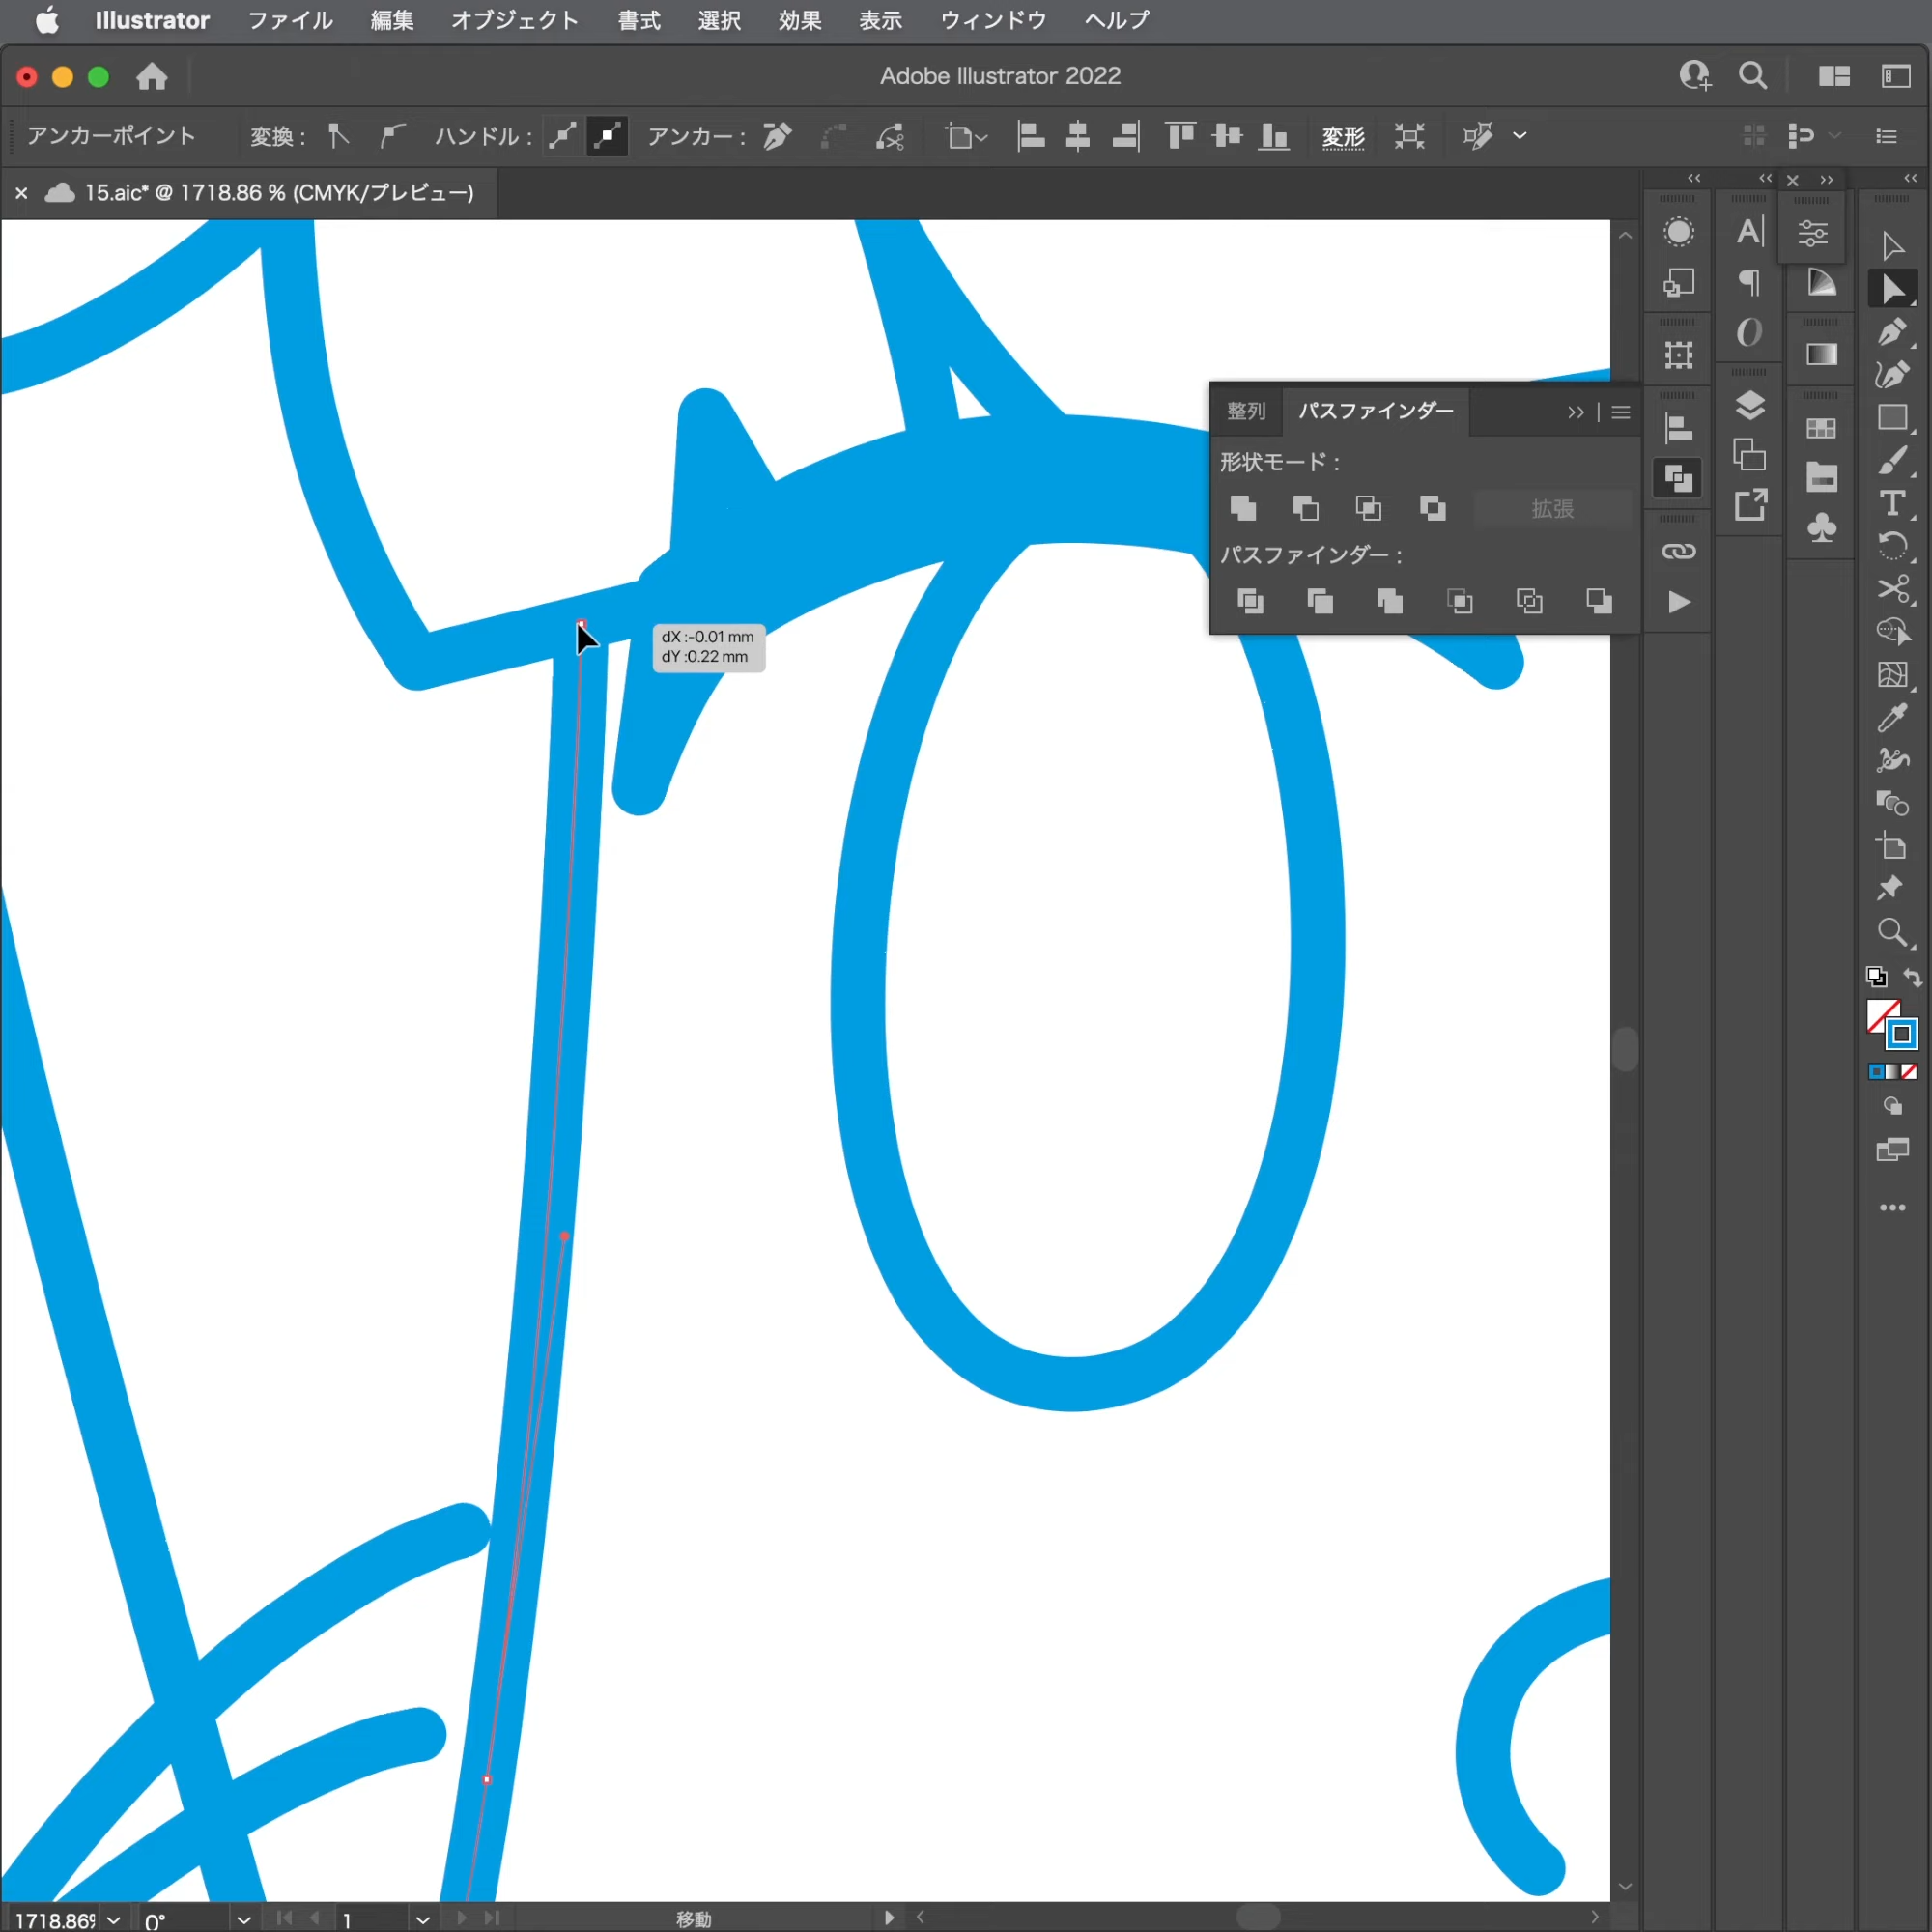 Illustrator ファイル 編集 オブジェクト 書式 選択 効果 表示 ウィンドウ ヘルプ
Adobe Illustrator 2022
アンカーポイント 変換： ハンドル： アンカー： 変形
15.aic* @ 1718.86 % (CMYK/プレビュー)
整列 パスファインダー
形状モード：
拡張
パスファインダー：
dX :-0.01 mm
dY :0.22 mm
1718.869 0° 1 移動